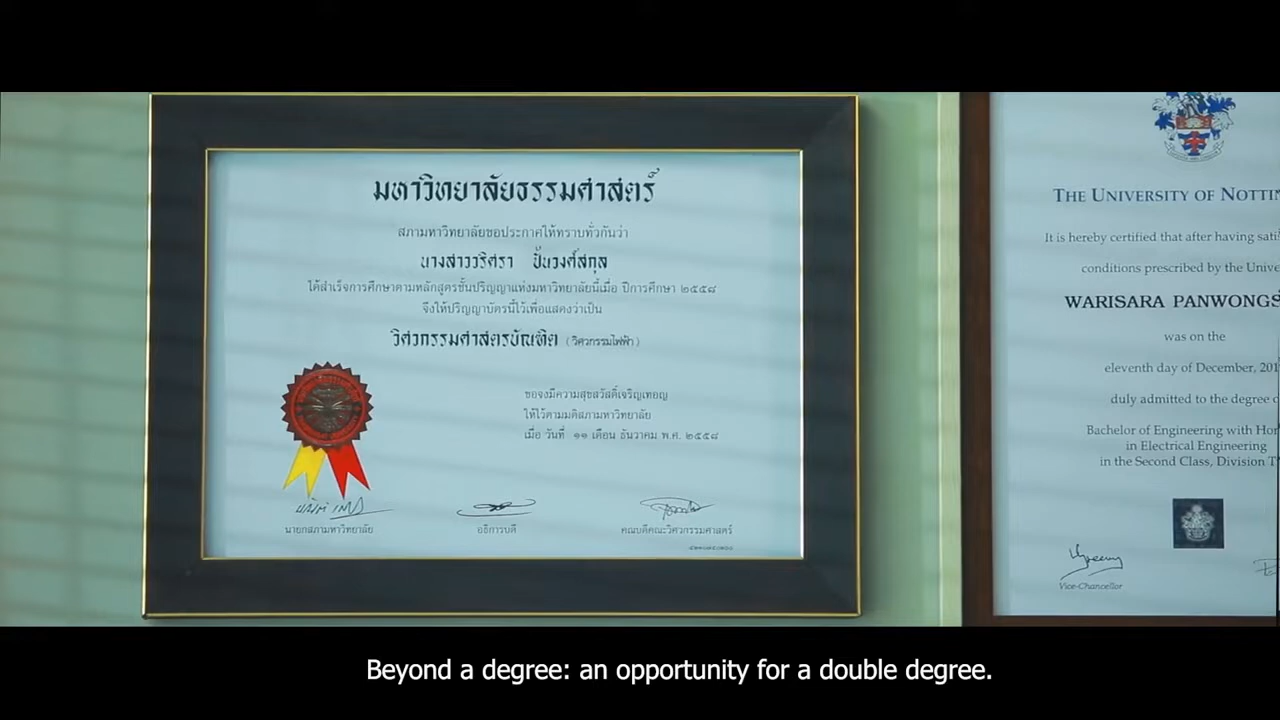 มหาวิทยาลัยธรรมศาสตร์
สภามหาวิทยาลัยขอประกาศให้ทราบทั่วกันว่า
นางสาววริศรา ปั้นวงศ์สกุล
ได้สำเร็จการศึกษาตามหลักสูตรชั้นปริญญาแห่งมหาวิทยาลัยนี้เมื่อ ปีการศึกษา ๒๕๕๘
จึงให้ปริญญาบัตรนี้ไว้เพื่อแสดงว่าเป็น
วิศวกรรมศาสตรบัณฑิต (วิศวกรรมไฟฟ้า)
ขอจงมีความสุขสวัสดิ์เจริญเทอญ
ให้ไว้ตามมติสภามหาวิทยาลัย
เมื่อ วันที่ ๑๑ เดือน ธันวาคม พ.ศ. ๒๕๕๘
นายกสภามหาวิทยาลัย
อธิการบดี
คณบดีคณะวิศวกรรมศาสตร์
THE UNIVERSITY OF NOTTIN
It is hereby certified that after having sati
conditions prescribed by the Unive
WARISARA PANWONGS
was on the
eleventh day of December, 201
duly admitted to the degree o
Bachelor of Engineering with Hon
in Electrical Engineering
in the Second Class, Division T
Vice-Chancellor
Beyond a degree: an opportunity for a double degree.